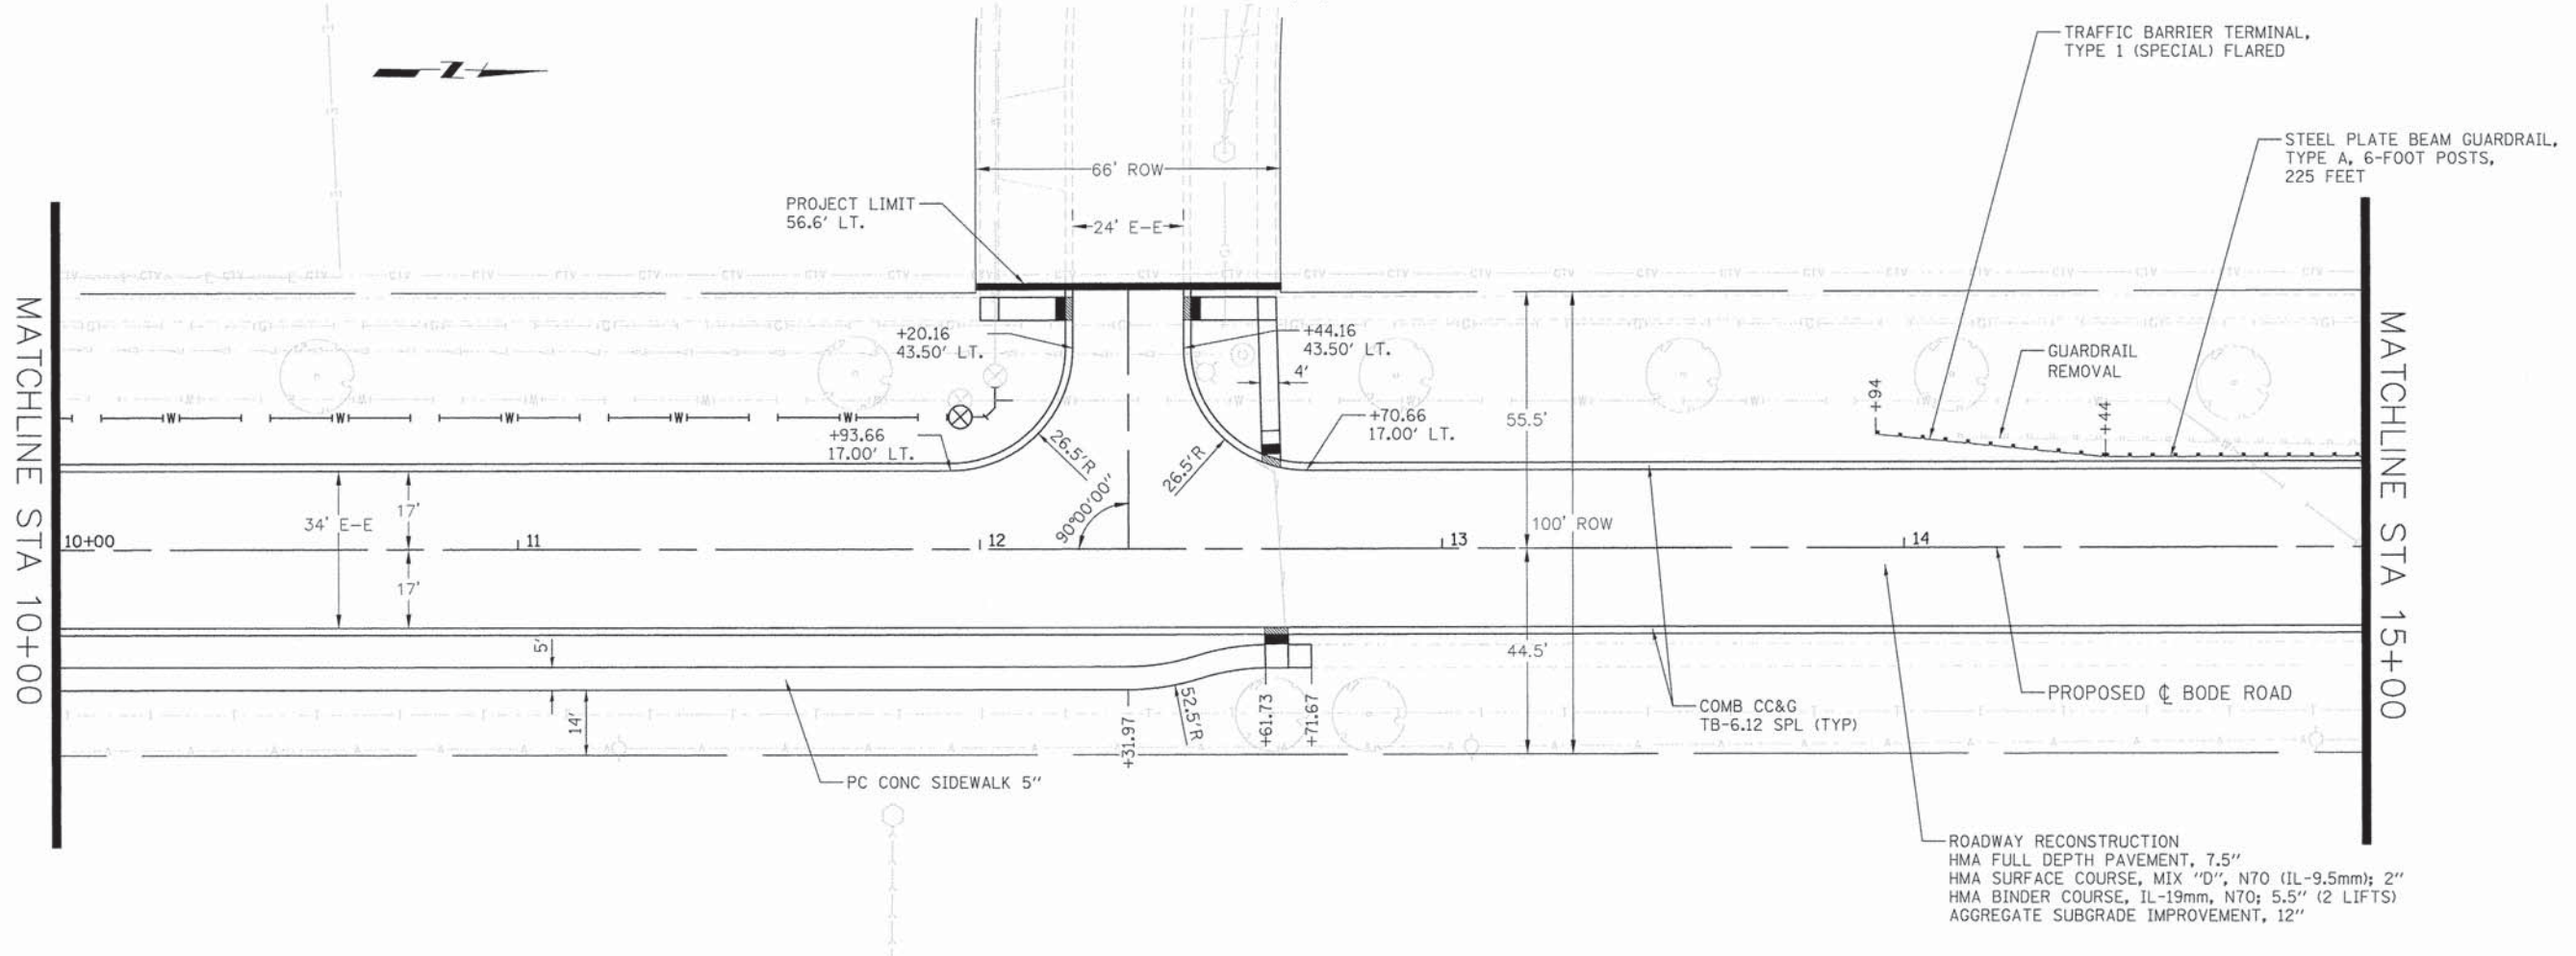 TRAFFIC BARRIER TERMINAL,
TYPE 1 (SPECIAL) FLARED
STEEL PLATE BEAM GUARDRAIL,
TYPE A, 6-FOOT POSTS,
225 FEET
Z
66' ROW
PROJECT LIMIT
56.6' LT.
24' E-E
MATCHLINE STA 10+00
MATCHLINE STA 15+00
+20.16
43.50' LT.
+44.16
43.50' LT.
GUARDRAIL
REMOVAL
4'
+94
+44
W
W
W
W
W
+93.66
17.00' LT.
+70.66
17.00' LT.
26.5'R
26.5'R
55.5'
90°00'00"
34' E-E
17'
17'
100' ROW
10+00
11
12
13
14
5'
14'
44.5'
52.5'R
+31.97
+61.73
+71.67
COMB CC&G
TB-6.12 SPL (TYP)
PROPOSED ℄ BODE ROAD
PC CONC SIDEWALK 5"
ROADWAY RECONSTRUCTION
HMA FULL DEPTH PAVEMENT, 7.5"
HMA SURFACE COURSE, MIX "D", N70 (IL-9.5mm); 2"
HMA BINDER COURSE, IL-19mm, N70; 5.5" (2 LIFTS)
AGGREGATE SUBGRADE IMPROVEMENT, 12"